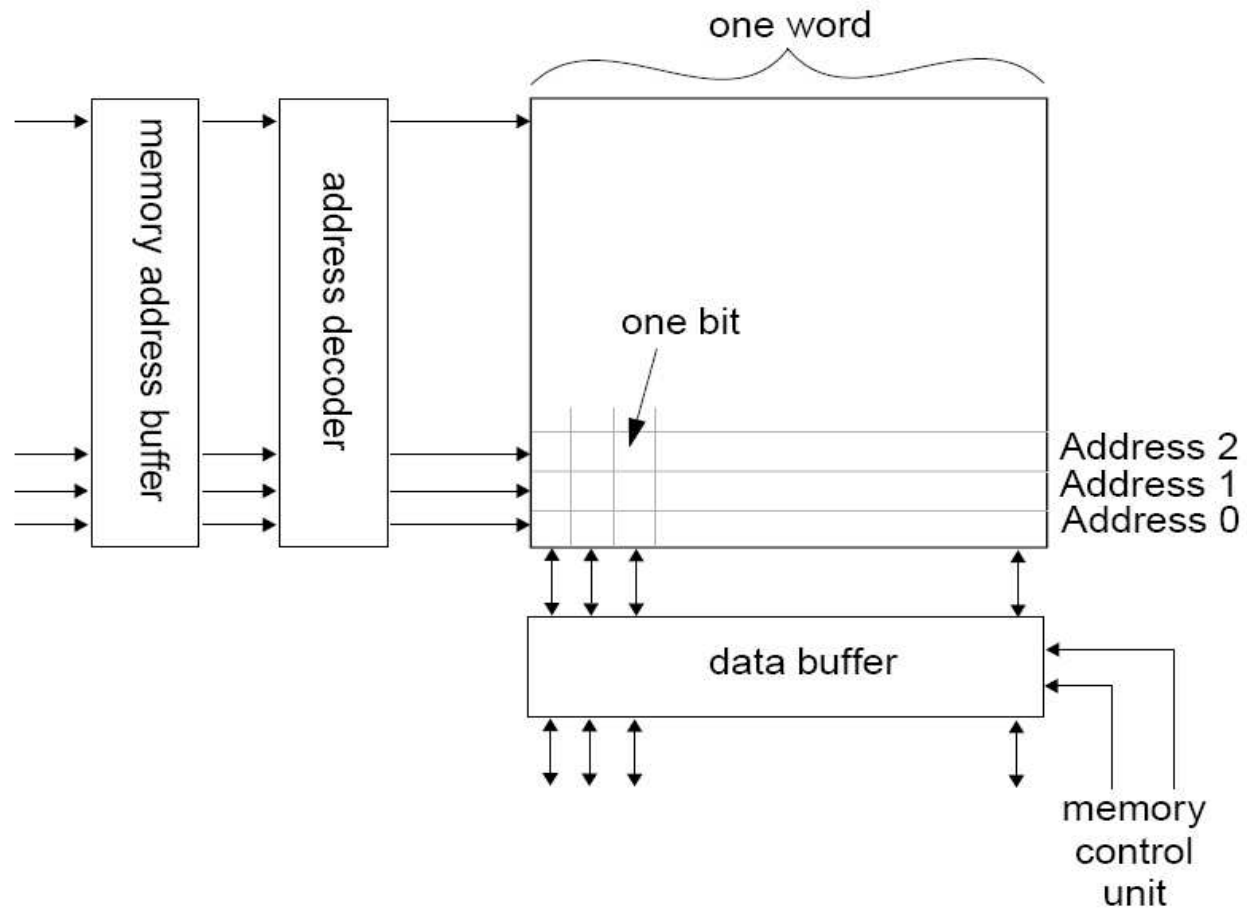 one word
memory address buffer
address decoder
one bit
Address 2
Address 1
Address 0
data buffer
memory
control
unit